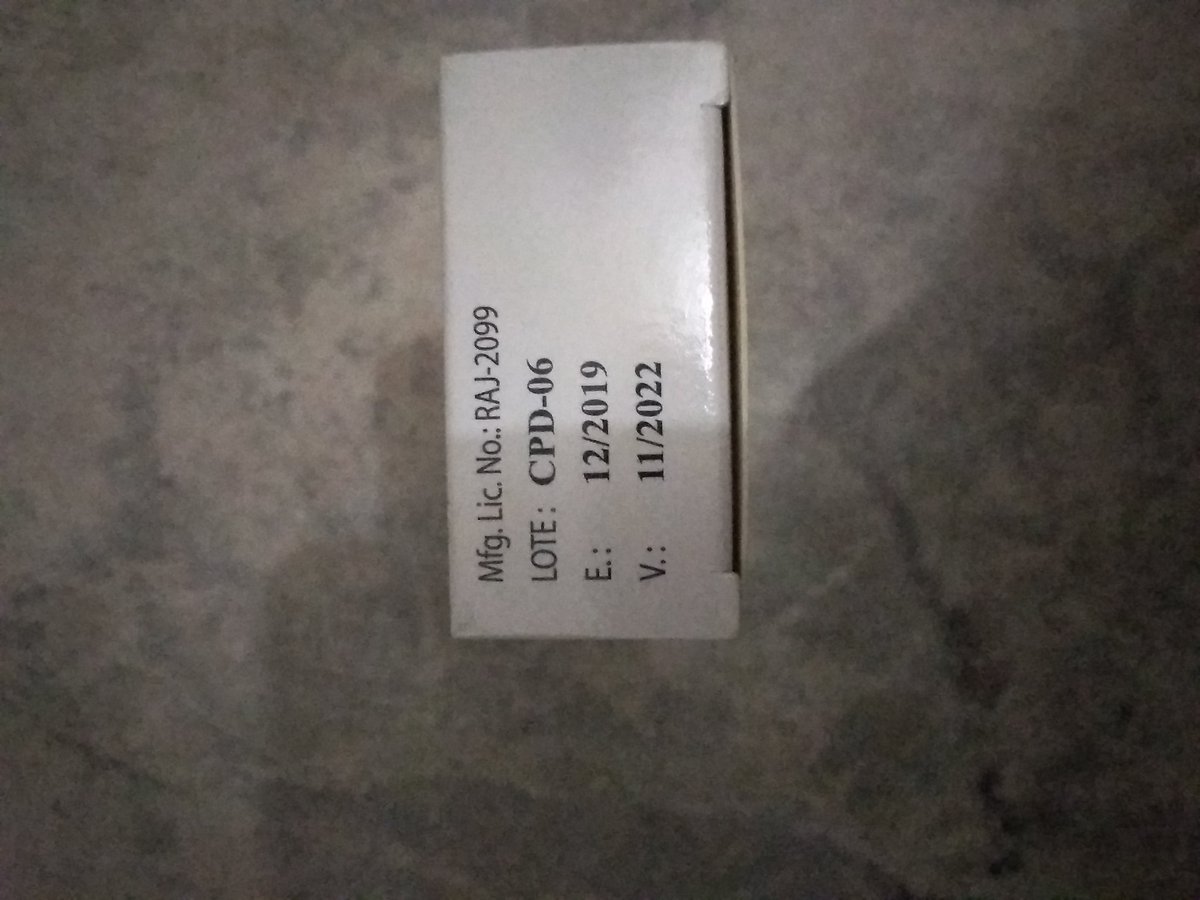 Mfg. Lic. No.: RAJ-2099
LOTE : CPD-06
E. : 12/2019
V. : 11/2022